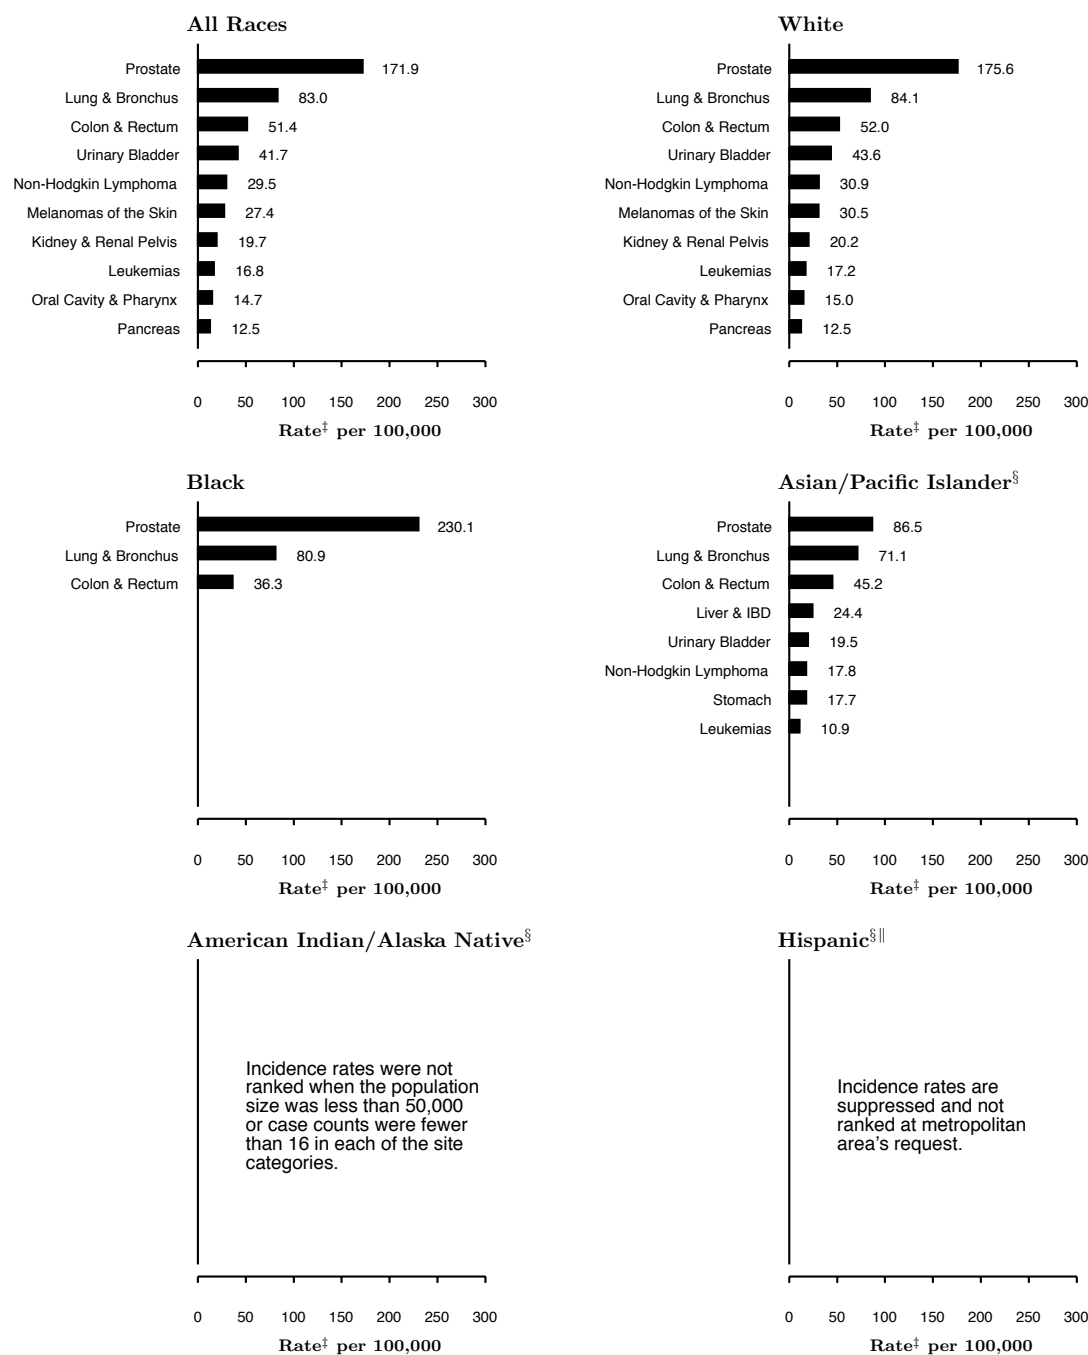 All Races
Prostate 171.9
Lung & Bronchus 83.0
Colon & Rectum 51.4
Urinary Bladder 41.7
Non-Hodgkin Lymphoma 29.5
Melanomas of the Skin 27.4
Kidney & Renal Pelvis 19.7
Leukemias 16.8
Oral Cavity & Pharynx 14.7
Pancreas 12.5
0 50 100 150 200 250 300
Rate‡ per 100,000
White
Prostate 175.6
Lung & Bronchus 84.1
Colon & Rectum 52.0
Urinary Bladder 43.6
Non-Hodgkin Lymphoma 30.9
Melanomas of the Skin 30.5
Kidney & Renal Pelvis 20.2
Leukemias 17.2
Oral Cavity & Pharynx 15.0
Pancreas 12.5
0 50 100 150 200 250 300
Rate‡ per 100,000
Black
Prostate 230.1
Lung & Bronchus 80.9
Colon & Rectum 36.3
0 50 100 150 200 250 300
Rate‡ per 100,000
Asian/Pacific Islander§
Prostate 86.5
Lung & Bronchus 71.1
Colon & Rectum 45.2
Liver & IBD 24.4
Urinary Bladder 19.5
Non-Hodgkin Lymphoma 17.8
Stomach 17.7
Leukemias 10.9
0 50 100 150 200 250 300
Rate‡ per 100,000
American Indian/Alaska Native§
Incidence rates were not
ranked when the population
size was less than 50,000
or case counts were fewer
than 16 in each of the site
categories.
0 50 100 150 200 250 300
Rate‡ per 100,000
Hispanic§‖
Incidence rates are
suppressed and not
ranked at metropolitan
area's request.
0 50 100 150 200 250 300
Rate‡ per 100,000